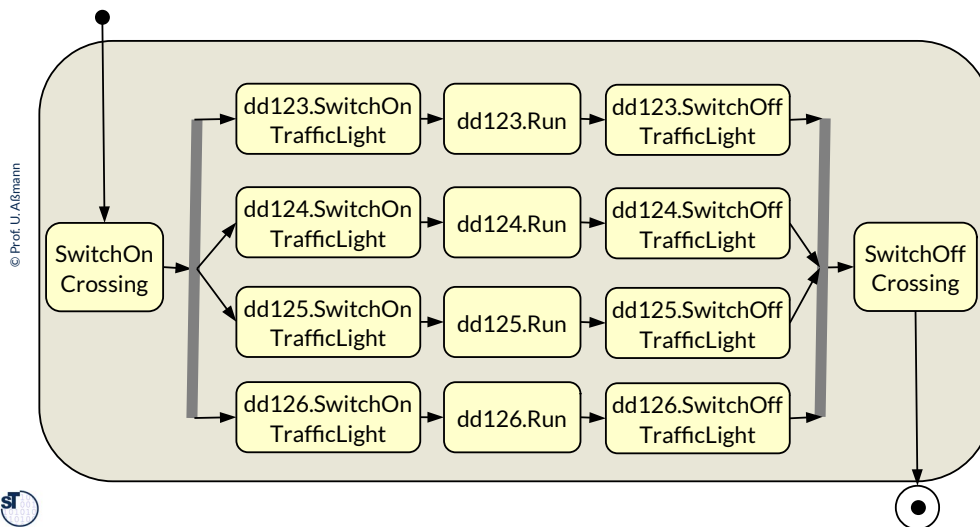 dd123.SwitchOn
TrafficLight
dd123.Run
dd123.SwitchOff
TrafficLight
dd124.SwitchOn
TrafficLight
dd124.Run
dd124.SwitchOff
TrafficLight
SwitchOn
Crossing
SwitchOff
Crossing
dd125.SwitchOn
TrafficLight
dd125.Run
dd125.SwitchOff
TrafficLight
dd126.SwitchOn
TrafficLight
dd126.Run
dd126.SwitchOff
TrafficLight
© Prof. U. Aßmann
ST